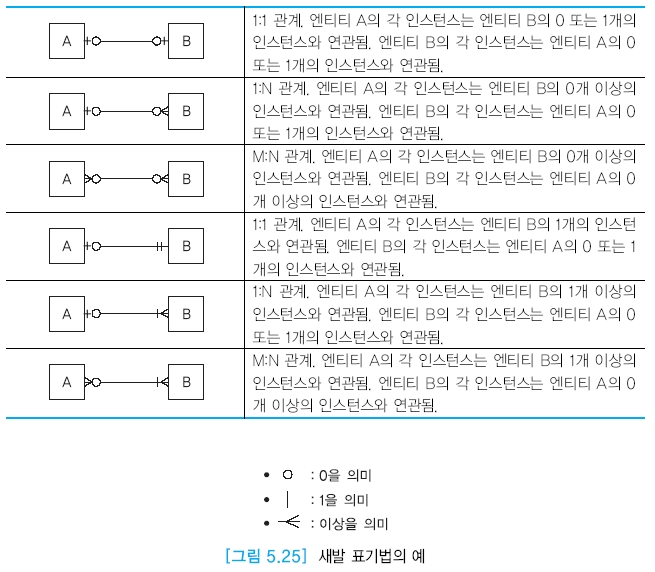 A B 1:1 관계. 엔티티 A의 각 인스턴스는 엔티티 B의 0 또는 1개의
인스턴스와 연관됨. 엔티티 B의 각 인스턴스는 엔티티 A의 0
또는 1개의 인스턴스와 연관됨.
A B 1:N 관계. 엔티티 A의 각 인스턴스는 엔티티 B의 0개 이상의
인스턴스와 연관됨. 엔티티 B의 각 인스턴스는 엔티티 A의 0
또는 1개의 인스턴스와 연관됨.
A B M:N 관계. 엔티티 A의 각 인스턴스는 엔티티 B의 0개 이상의
인스턴스와 연관됨. 엔티티 B의 각 인스턴스는 엔티티 A의 0
개 이상의 인스턴스와 연관됨.
A B 1:1 관계. 엔티티 A의 각 인스턴스는 엔티티 B의 1개의 인스턴
스와 연관됨. 엔티티 B의 각 인스턴스는 엔티티 A의 0 또는 1
개의 인스턴스와 연관됨.
A B 1:N 관계. 엔티티 A의 각 인스턴스는 엔티티 B의 1개 이상의
인스턴스와 연관됨. 엔티티 B의 각 인스턴스는 엔티티 A의 0
또는 1개의 인스턴스와 연관됨.
A B M:N 관계. 엔티티 A의 각 인스턴스는 엔티티 B의 1개 이상의
인스턴스와 연관됨. 엔티티 B의 각 인스턴스는 엔티티 A의 0
개 이상의 인스턴스와 연관됨.
• : 0을 의미
• : 1을 의미
• : 이상을 의미
[그림 5.25] 새발 표기법의 예